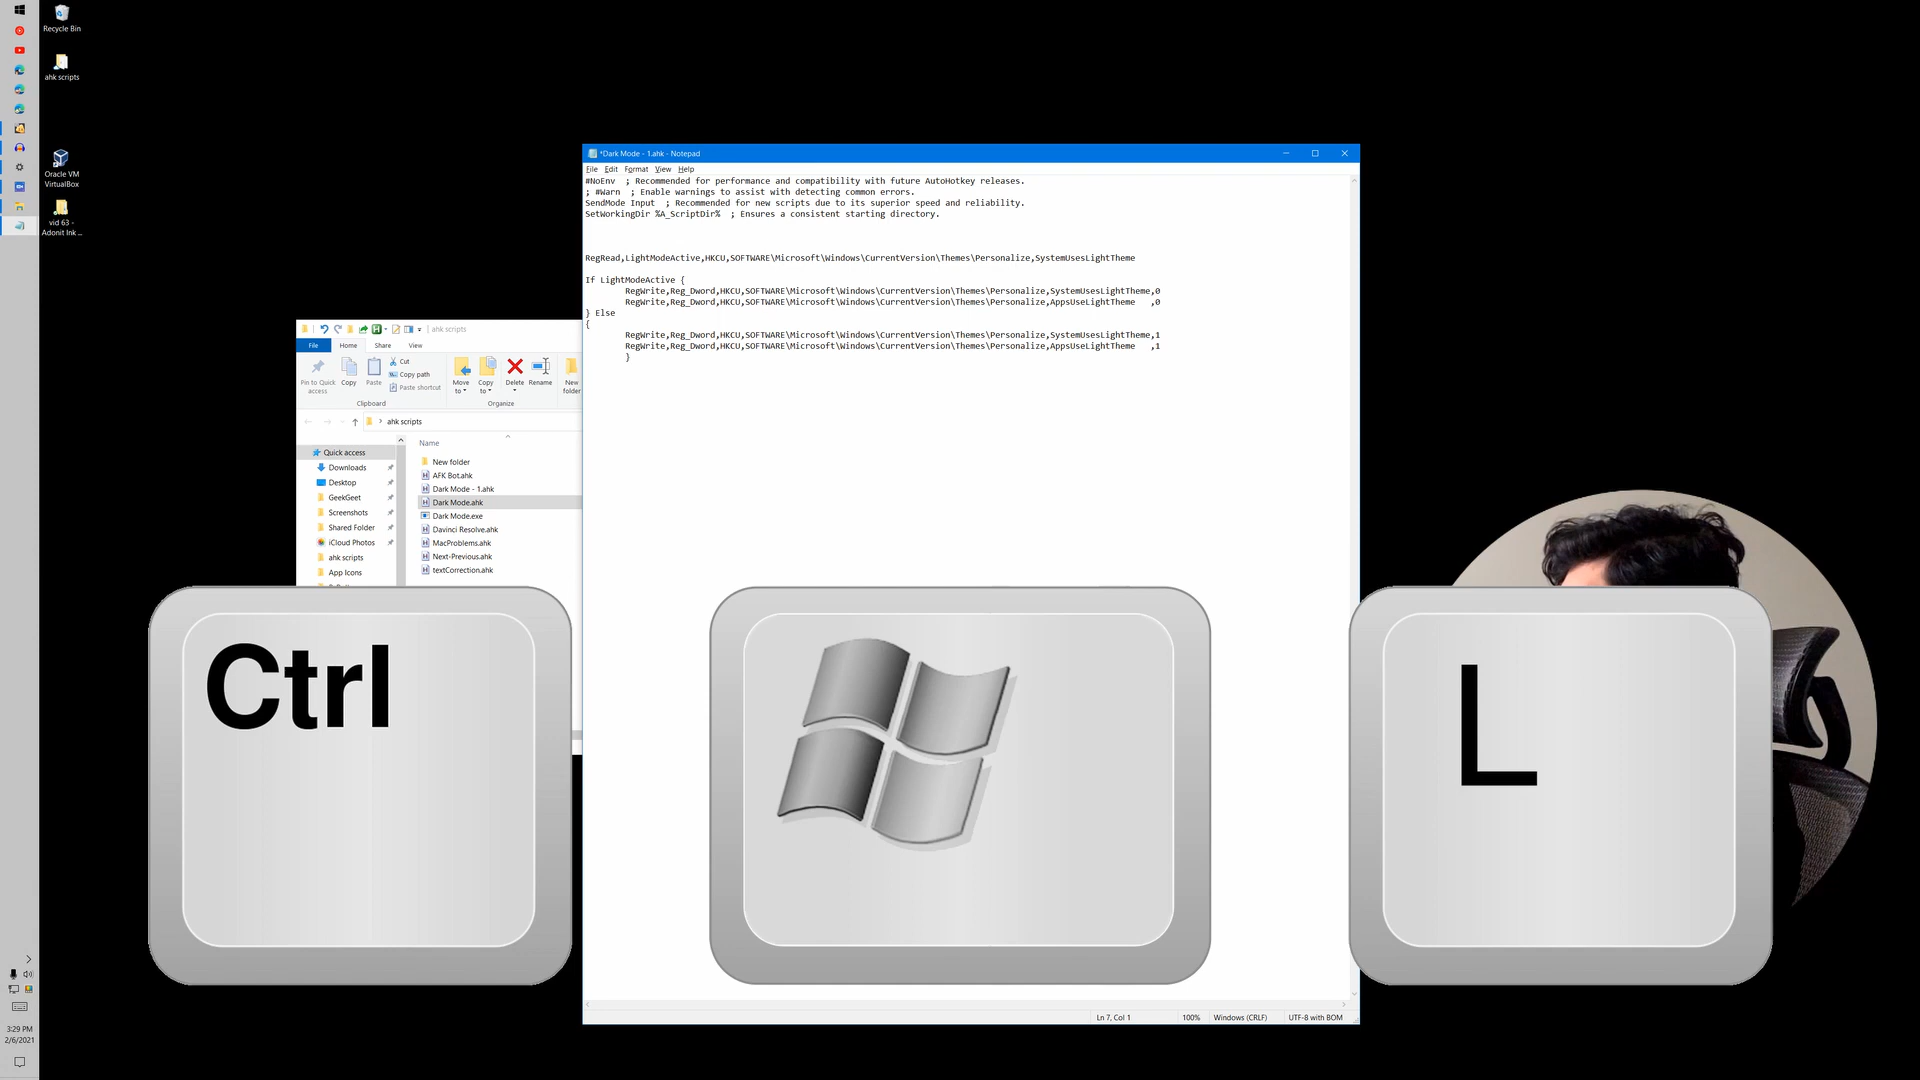 Recycle Bin
ahk scripts
Oracle VM
VirtualBox
vid 63 -
Adonit Ink ...
3:29 PM
2/6/2021
ahk scripts
File
Home
Share
View
Pin to Quick
access
Copy
Paste
Cut
Copy path
Paste shortcut
Move
to
Copy
to
Delete
Rename
New
folder
Clipboard
Organize
ahk scripts
Quick access
Downloads
Desktop
GeekGeet
Screenshots
Shared Folder
iCloud Photos
ahk scripts
App Icons
Name
New folder
AFK Bot.ahk
Dark Mode - 1.ahk
Dark Mode.ahk
Dark Mode.exe
Davinci Resolve.ahk
MacProblems.ahk
Next-Previous.ahk
textCorrection.ahk
*Dark Mode - 1.ahk - Notepad
File Edit Format View Help
#NoEnv  ; Recommended for performance and compatibility with future AutoHotkey releases.
; #Warn  ; Enable warnings to assist with detecting common errors.
SendMode Input  ; Recommended for new scripts due to its superior speed and reliability.
SetWorkingDir %A_ScriptDir%  ; Ensures a consistent starting directory.
RegRead,LightModeActive,HKCU,SOFTWARE\Microsoft\Windows\CurrentVersion\Themes\Personalize,SystemUsesLightTheme
If LightModeActive {
RegWrite,Reg_Dword,HKCU,SOFTWARE\Microsoft\Windows\CurrentVersion\Themes\Personalize,SystemUsesLightTheme,0
RegWrite,Reg_Dword,HKCU,SOFTWARE\Microsoft\Windows\CurrentVersion\Themes\Personalize,AppsUseLightTheme   ,0
} Else
{
RegWrite,Reg_Dword,HKCU,SOFTWARE\Microsoft\Windows\CurrentVersion\Themes\Personalize,SystemUsesLightTheme,1
RegWrite,Reg_Dword,HKCU,SOFTWARE\Microsoft\Windows\CurrentVersion\Themes\Personalize,AppsUseLightTheme   ,1
}
Ln 7, Col 1
100%
Windows (CRLF)
UTF-8 with BOM
Ctrl
L